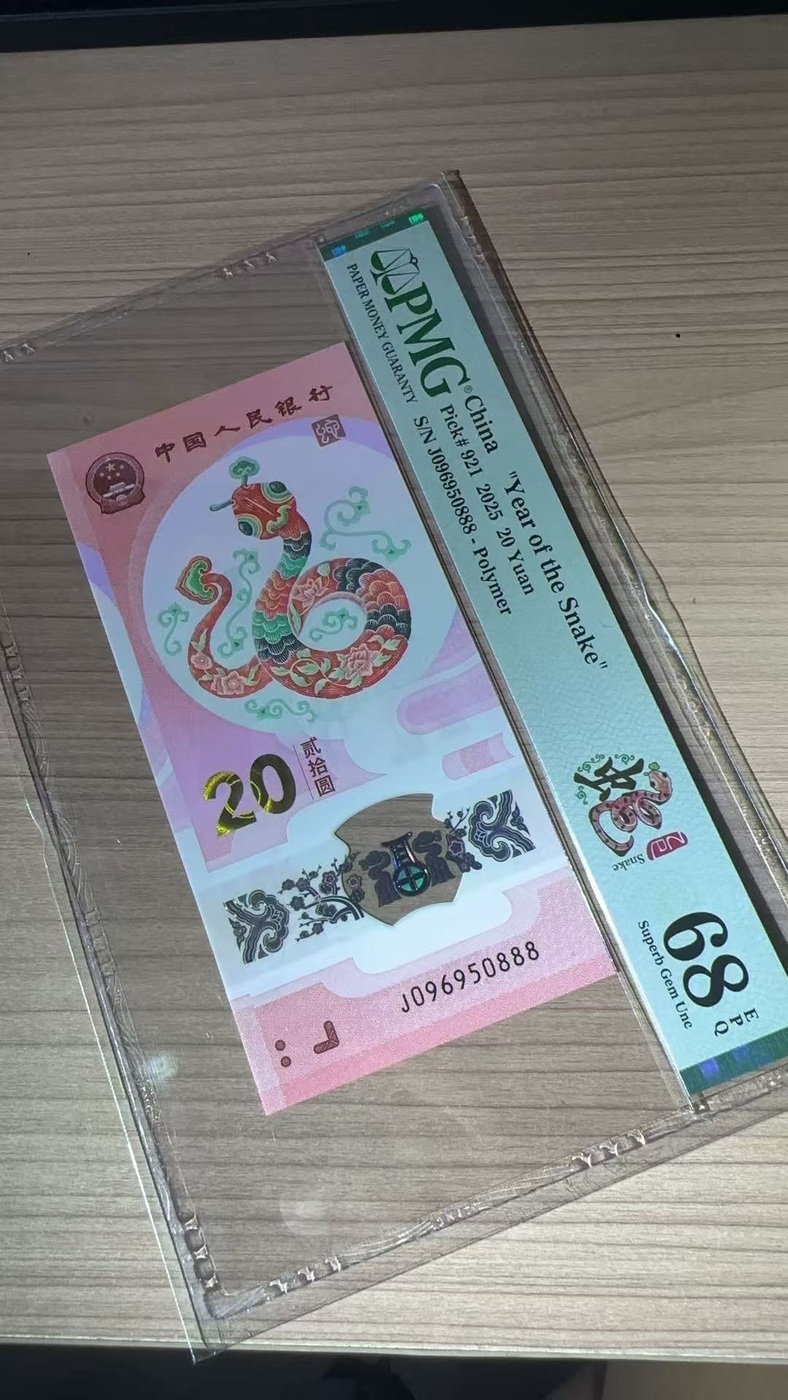 PMG®
PAPER MONEY GUARANTY
China "Year of the Snake"
Pick# 921 2025 20 Yuan
S/N J096950888 - Polymer
蛇
Snake
68
EPQ
Superb Gem Unc
中国人民银行
20
贰拾圆
J096950888